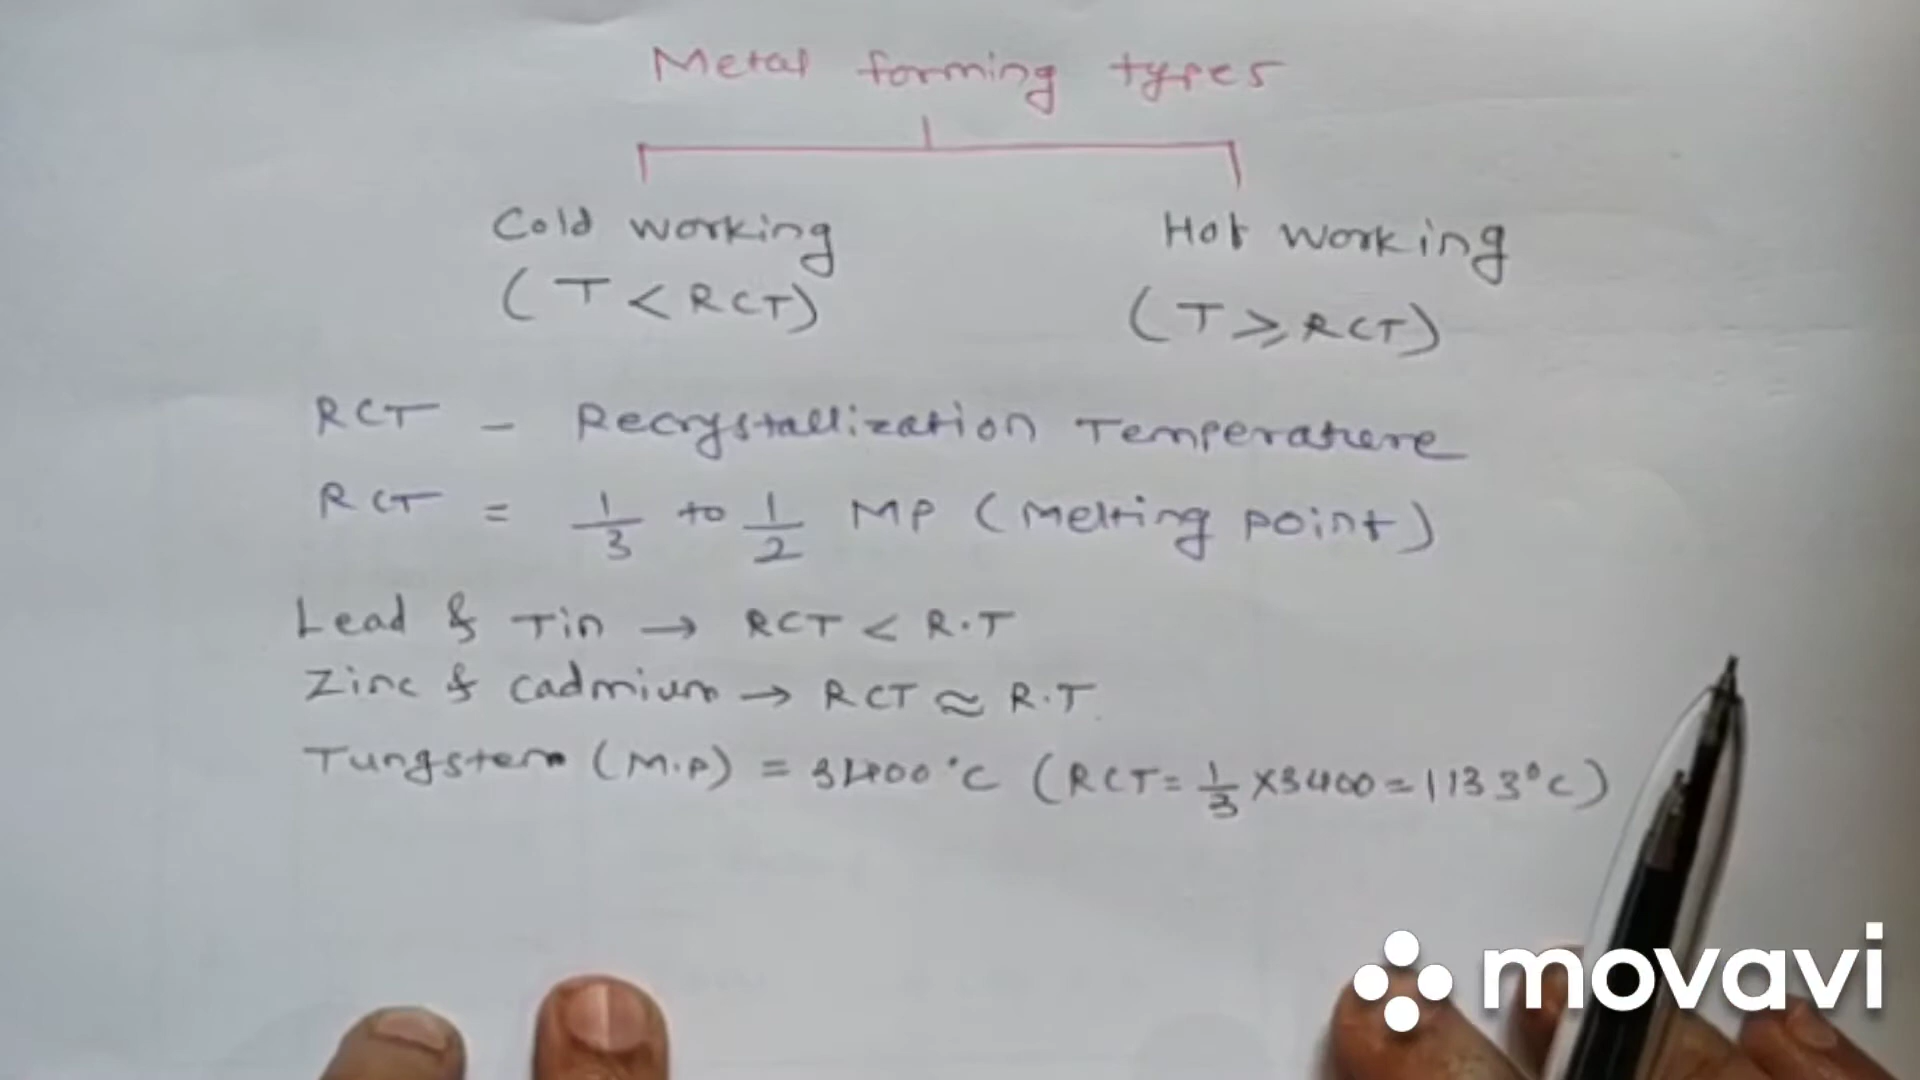 Metal forming types
Cold working
Hot working
(T < RCT)
(T ⩾ RCT)
RCT - Recrystallization Temperature
RCT = 1/3 to 1/2 MP (Melting point)
Lead & Tin → RCT < R.T
Zinc & cadmium → RCT ≈ R.T.
Tungsten (M.P) = 3400°C (RCT = 1/3 X3400 = 1133°C)
movavi